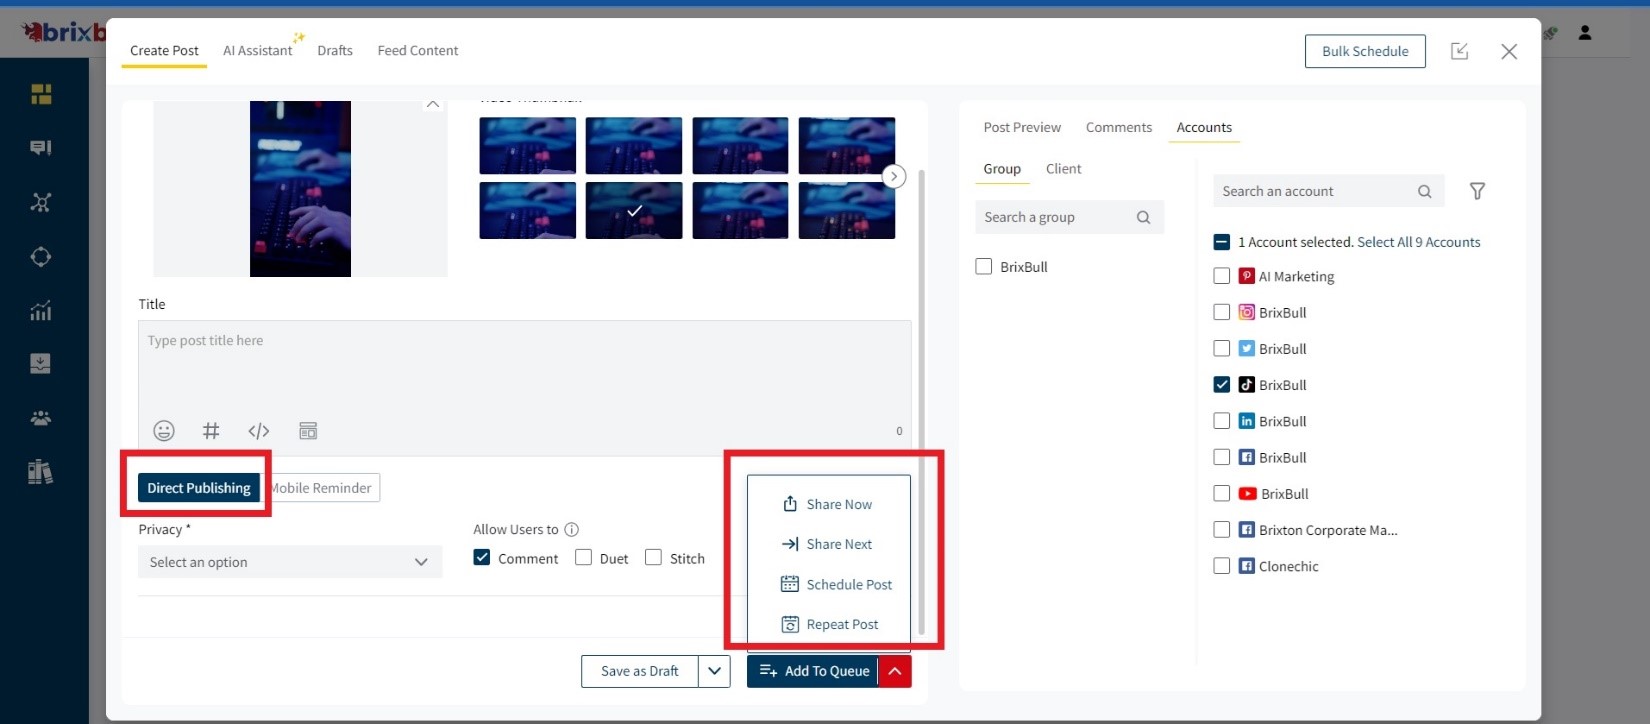 brixb
Create Post AI Assistant Drafts Feed Content
Bulk Schedule
Title
Type post title here
0
Direct Publishing Mobile Reminder
Privacy *
Select an option
Allow Users to
Comment Duet Stitch
Share Now
Share Next
Schedule Post
Repeat Post
Save as Draft Add To Queue
Post Preview Comments Accounts
Group Client
Search a group
BrixBull
Search an account
1 Account selected. Select All 9 Accounts
AI Marketing
BrixBull
BrixBull
BrixBull
BrixBull
BrixBull
BrixBull
Brixton Corporate Ma...
Clonechic